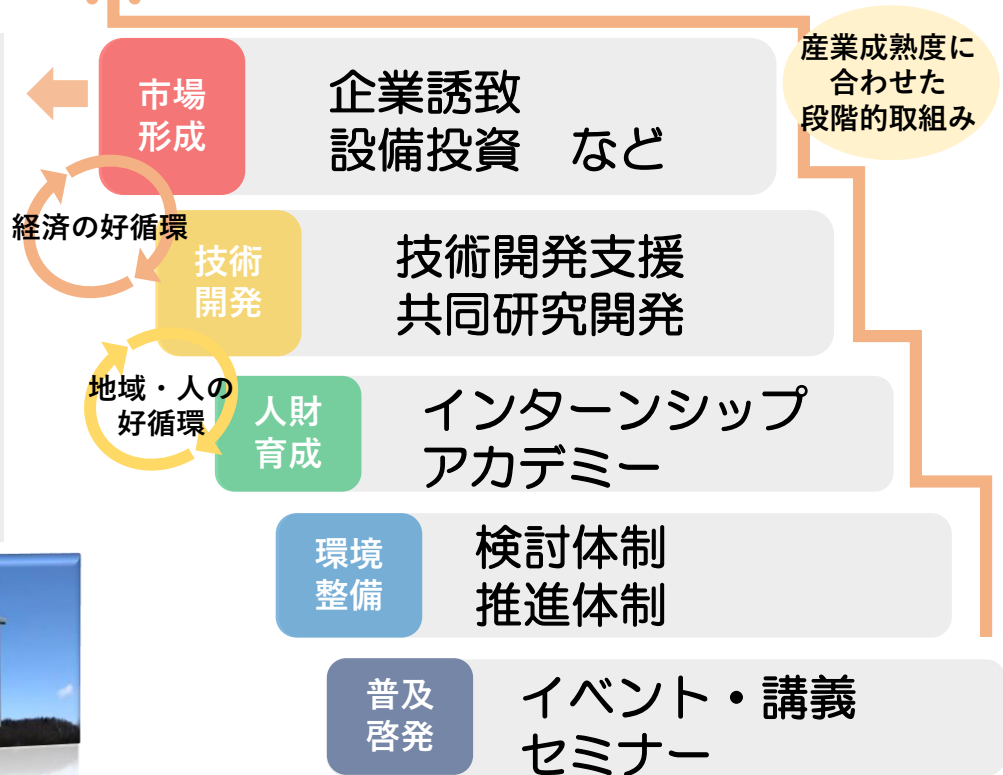 産業成熟度に
合わせた
段階的取組み
市場
形成
企業誘致
設備投資　など
経済の好循環
技術
開発
技術開発支援
共同研究開発
地域・人の
好循環
人財
育成
インターンシップ
アカデミー
環境
整備
検討体制
推進体制
普及
啓発
イベント・講義
セミナー